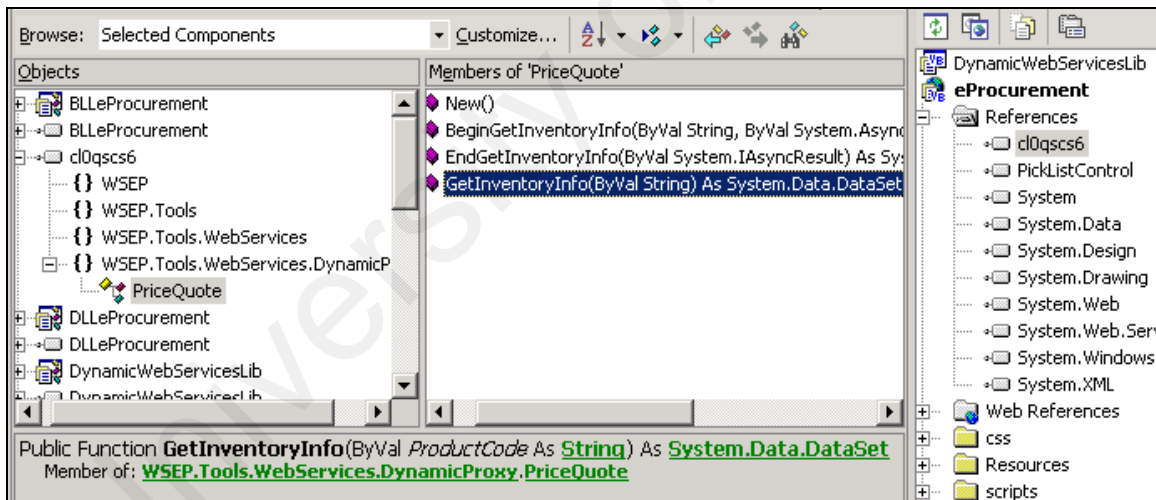 Browse: Selected Components Customize...
Objects
BLLeProcurement
BLLeProcurement
cl0qscs6
{} WSEP
{} WSEP.Tools
{} WSEP.Tools.WebServices
{} WSEP.Tools.WebServices.DynamicP
PriceQuote
DLLeProcurement
DLLeProcurement
DynamicWebServicesLib
DynamicWebServicesLib
Members of 'PriceQuote'
New()
BeginGetInventoryInfo(ByVal String, ByVal System.Async
EndGetInventoryInfo(ByVal System.IAsyncResult) As Sys
GetInventoryInfo(ByVal String) As System.Data.DataSet
Public Function GetInventoryInfo(ByVal ProductCode As String) As System.Data.DataSet
Member of: WSEP.Tools.WebServices.DynamicProxy.PriceQuote
DynamicWebServicesLib
eProcurement
References
cl0qscs6
PickListControl
System
System.Data
System.Design
System.Drawing
System.Web
System.Web.Serv
System.Windows
System.XML
Web References
css
Resources
scripts